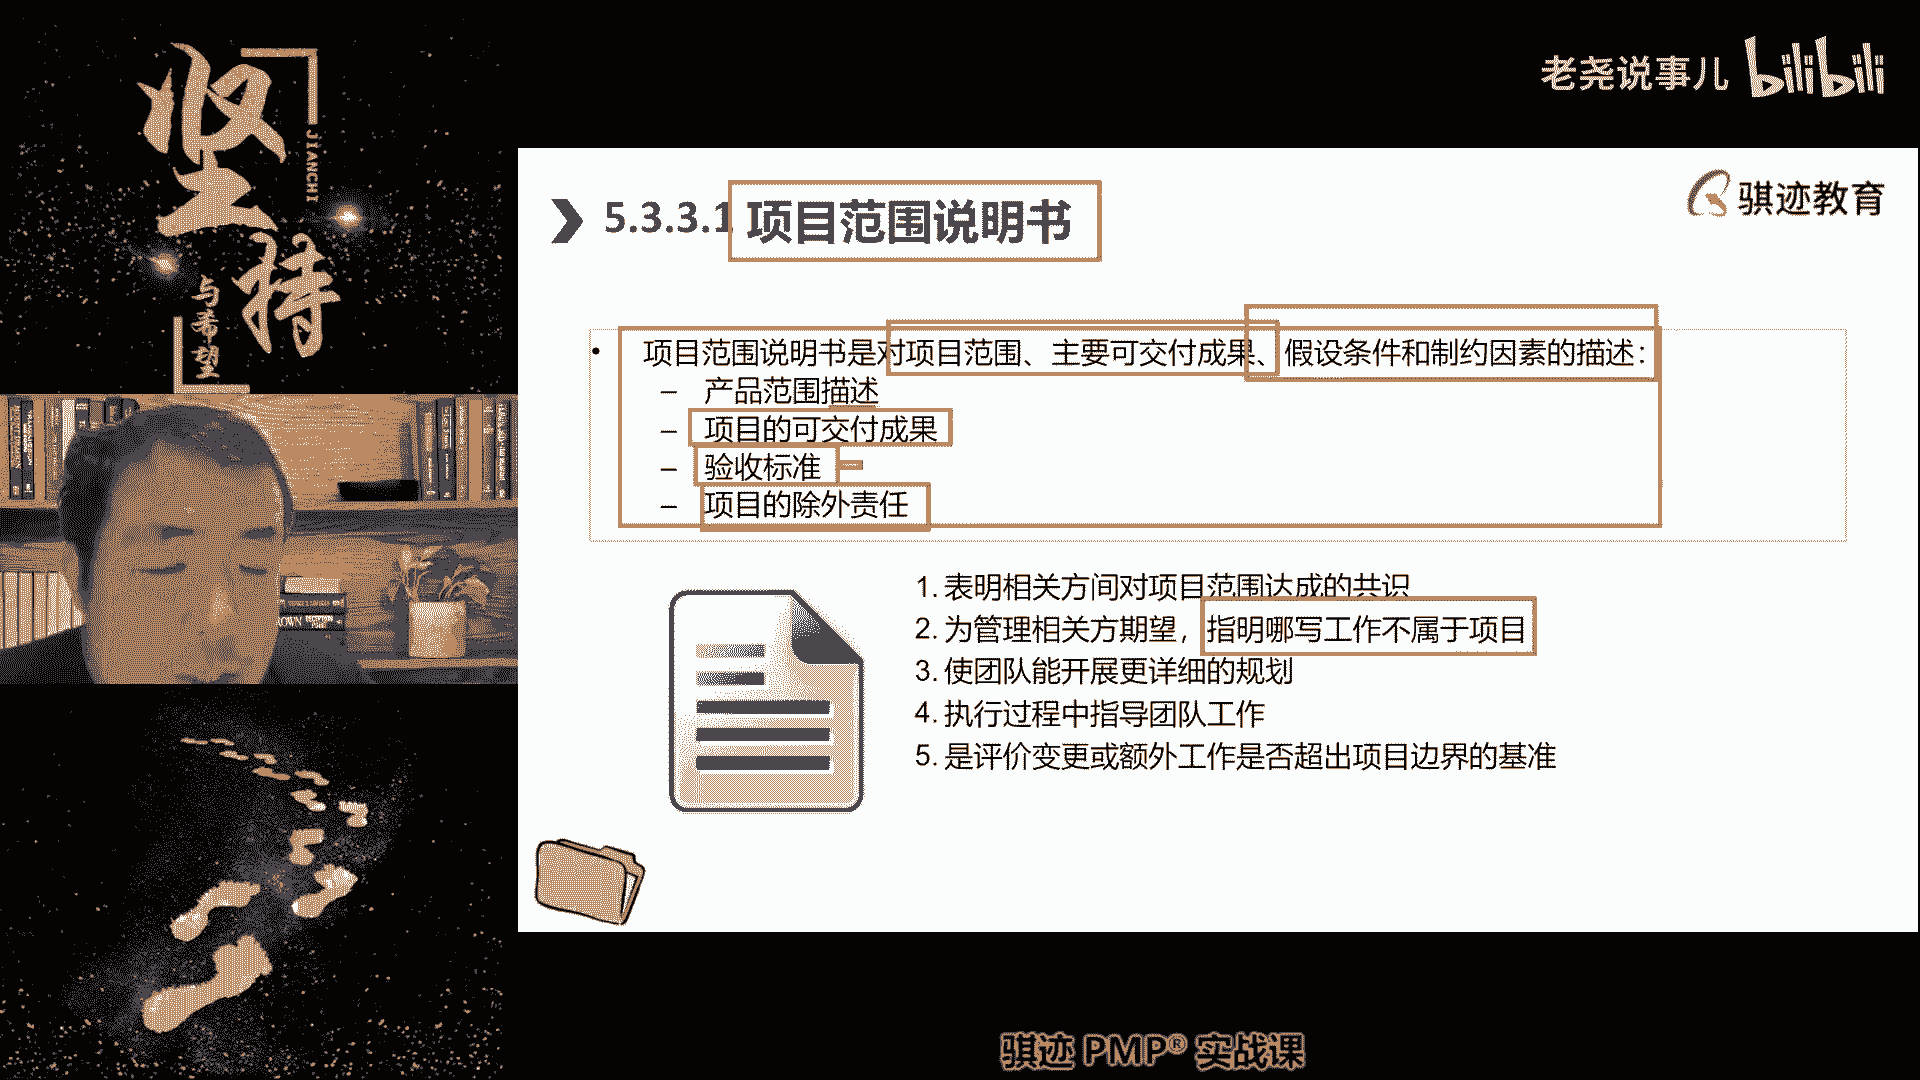 坚持
JIANCHI
与希望
老尧说事儿 bilibili
骐迹教育
5.3.3.1 项目范围说明书
• 项目范围说明书是对项目范围、主要可交付成果、假设条件和制约因素的描述：
– 产品范围描述
– 项目的可交付成果
– 验收标准
– 项目的除外责任
1. 表明相关方间对项目范围达成的共识
2. 为管理相关方期望，指明哪写工作不属于项目
3. 使团队能开展更详细的规划
4. 执行过程中指导团队工作
5. 是评价变更或额外工作是否超出项目边界的基准
骐迹 PMP® 实战课